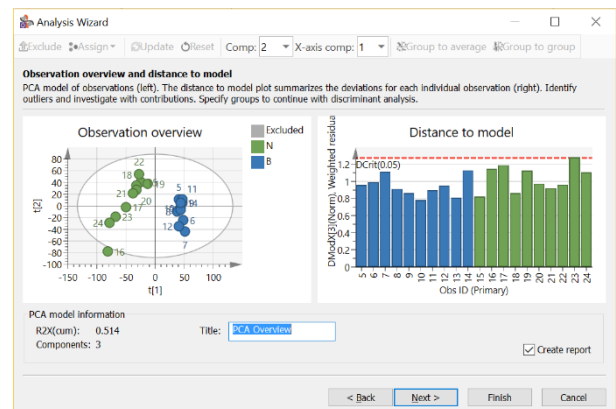 Analysis Wizard
Exclude Assign Update Reset Comp: 2 X-axis comp: 1 Group to average Group to group
Observation overview and distance to model
PCA model of observations (left). The distance to model plot summarizes the deviations for each individual observation (right). Identify
outliers and investigate with contributions. Specify groups to continue with discriminant analysis.
Observation overview
Excluded
N
B
80
60
40
20
0
-20
-40
-60
-80
-100
t[2]
22
18
19
21
20
17
23
24
16
5 11
6
12
7
-150 -100 -50 0 50 100
t[1]
Distance to model
DCrit(0.05)
DModX[3](Norm), Weighted residua
1.2
1
0.8
0.6
0.4
0.2
0
5 6 7 8 9 10 11 12 13 14 15 16 17 18 19 20 21 22 23 24
Obs ID (Primary)
PCA model information
R2X(cum): 0.514 Title: PCA Overview
Components: 3
Create report
< Back Next > Finish Cancel